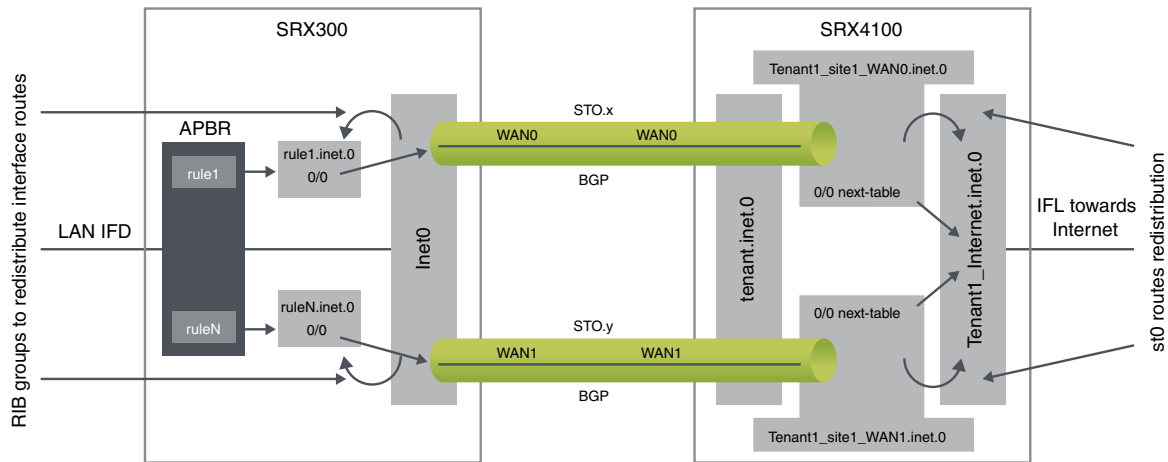 SRX300
SRX4100
RIB groups to redistribute interface routes
APBR
rule1
rule1.inet.0
0/0
LAN IFD
ruleN
ruleN.inet.0
0/0
Inet0
STO.x
WAN0
WAN0
BGP
STO.y
WAN1
WAN1
BGP
tenant.inet.0
Tenant1_site1_WAN0.inet.0
0/0 next-table
0/0 next-table
Tenant1_site1_WAN1.inet.0
Tenant1_Internet.inet.0
IFL towards
Internet
st0 routes redistribution